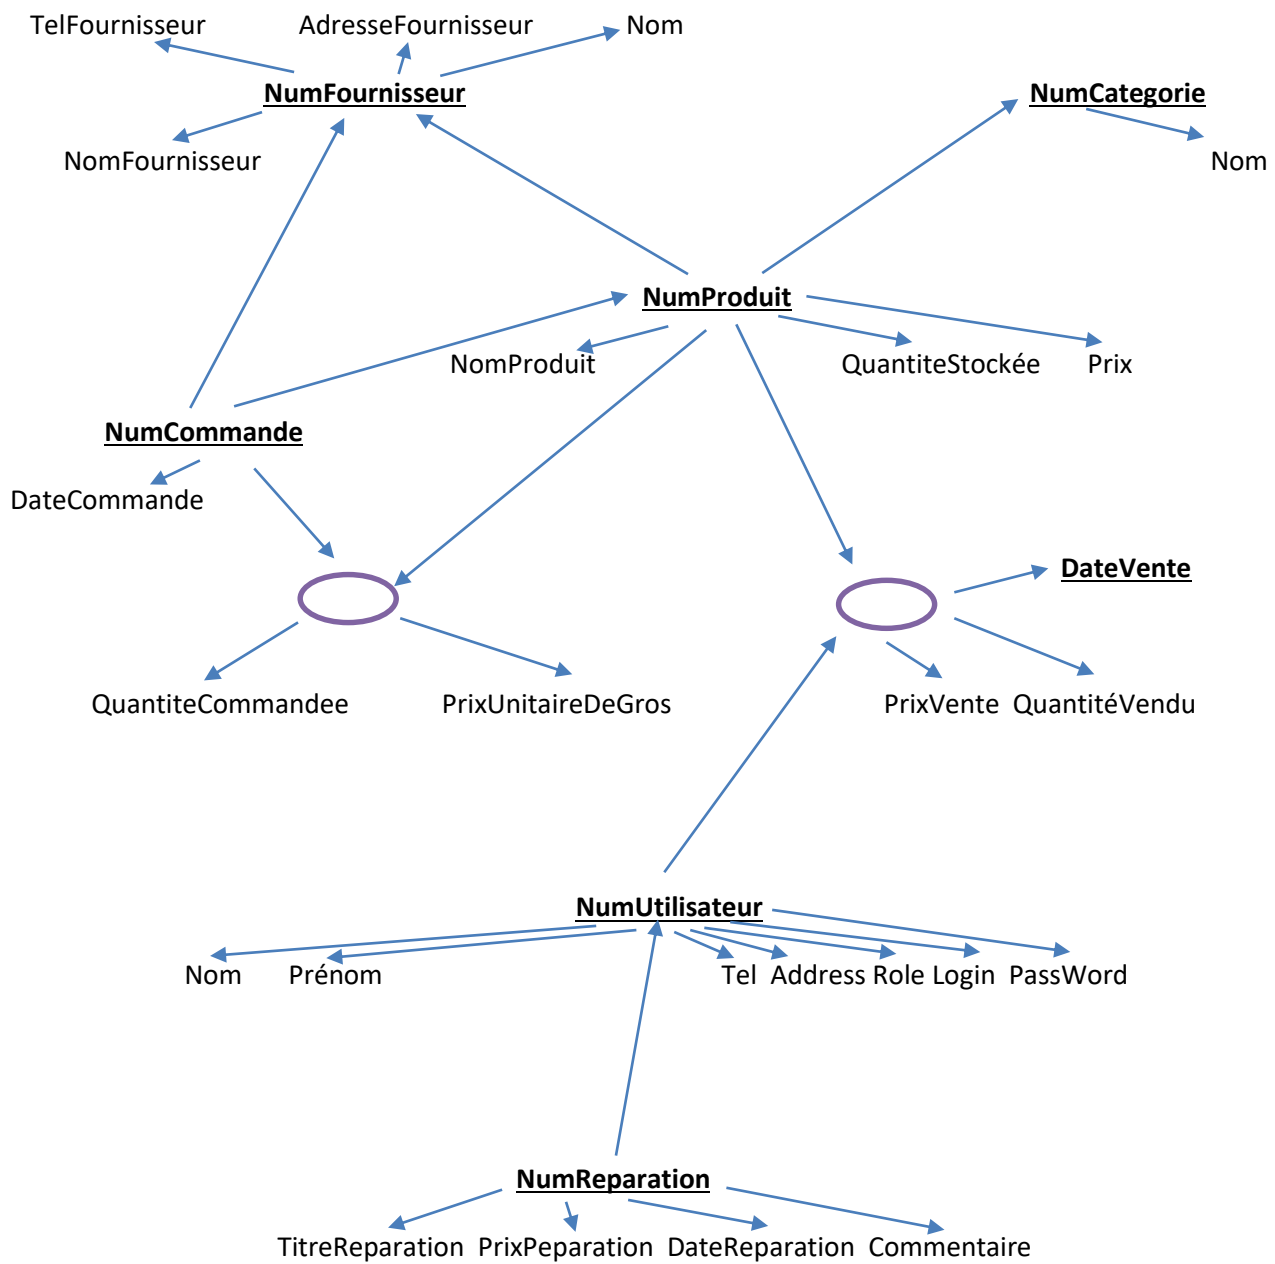 TelFournisseur AdresseFournisseur Nom
NumFournisseur NumCategorie
NomFournisseur Nom
NumProduit
NomProduit QuantiteStockée Prix
NumCommande
DateCommande
DateVente
QuantiteCommandee PrixUnitaireDeGros PrixVente QuantitéVendu
NumUtilisateur
Nom Prénom Tel Address Role Login PassWord
NumReparation
TitreReparation PrixPeparation DateReparation Commentaire